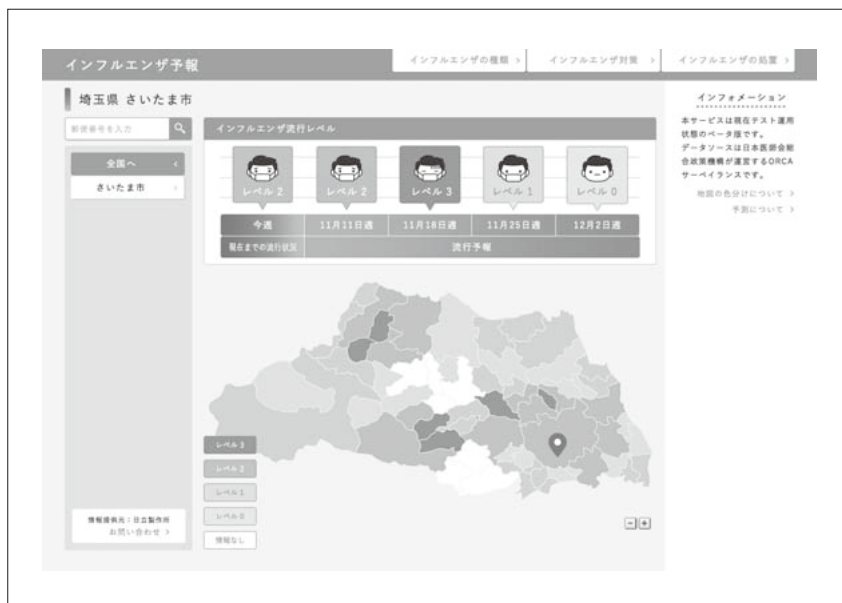 インフルエンザ予報
インフルエンザの種類 >
インフルエンザ対策 >
インフルエンザの処置 >
埼玉県 さいたま市
郵便番号を入力
全国へ
さいたま市
インフルエンザ流行レベル
レベル 2
レベル 2
レベル 3
レベル 1
レベル 0
今週
11月11日週
11月18日週
11月25日週
12月2日週
現在までの流行状況
流行予報
インフォメーション
本サービスは現在テスト運用
状態のベータ版です。
データソースは日本医師会総
合政策機構が運営するORCA
サーベイランスです。
地図の色分けについて >
予測について >
レベル 3
レベル 2
レベル 1
レベル 0
情報なし
情報提供元：日立製作所
お問い合わせ >